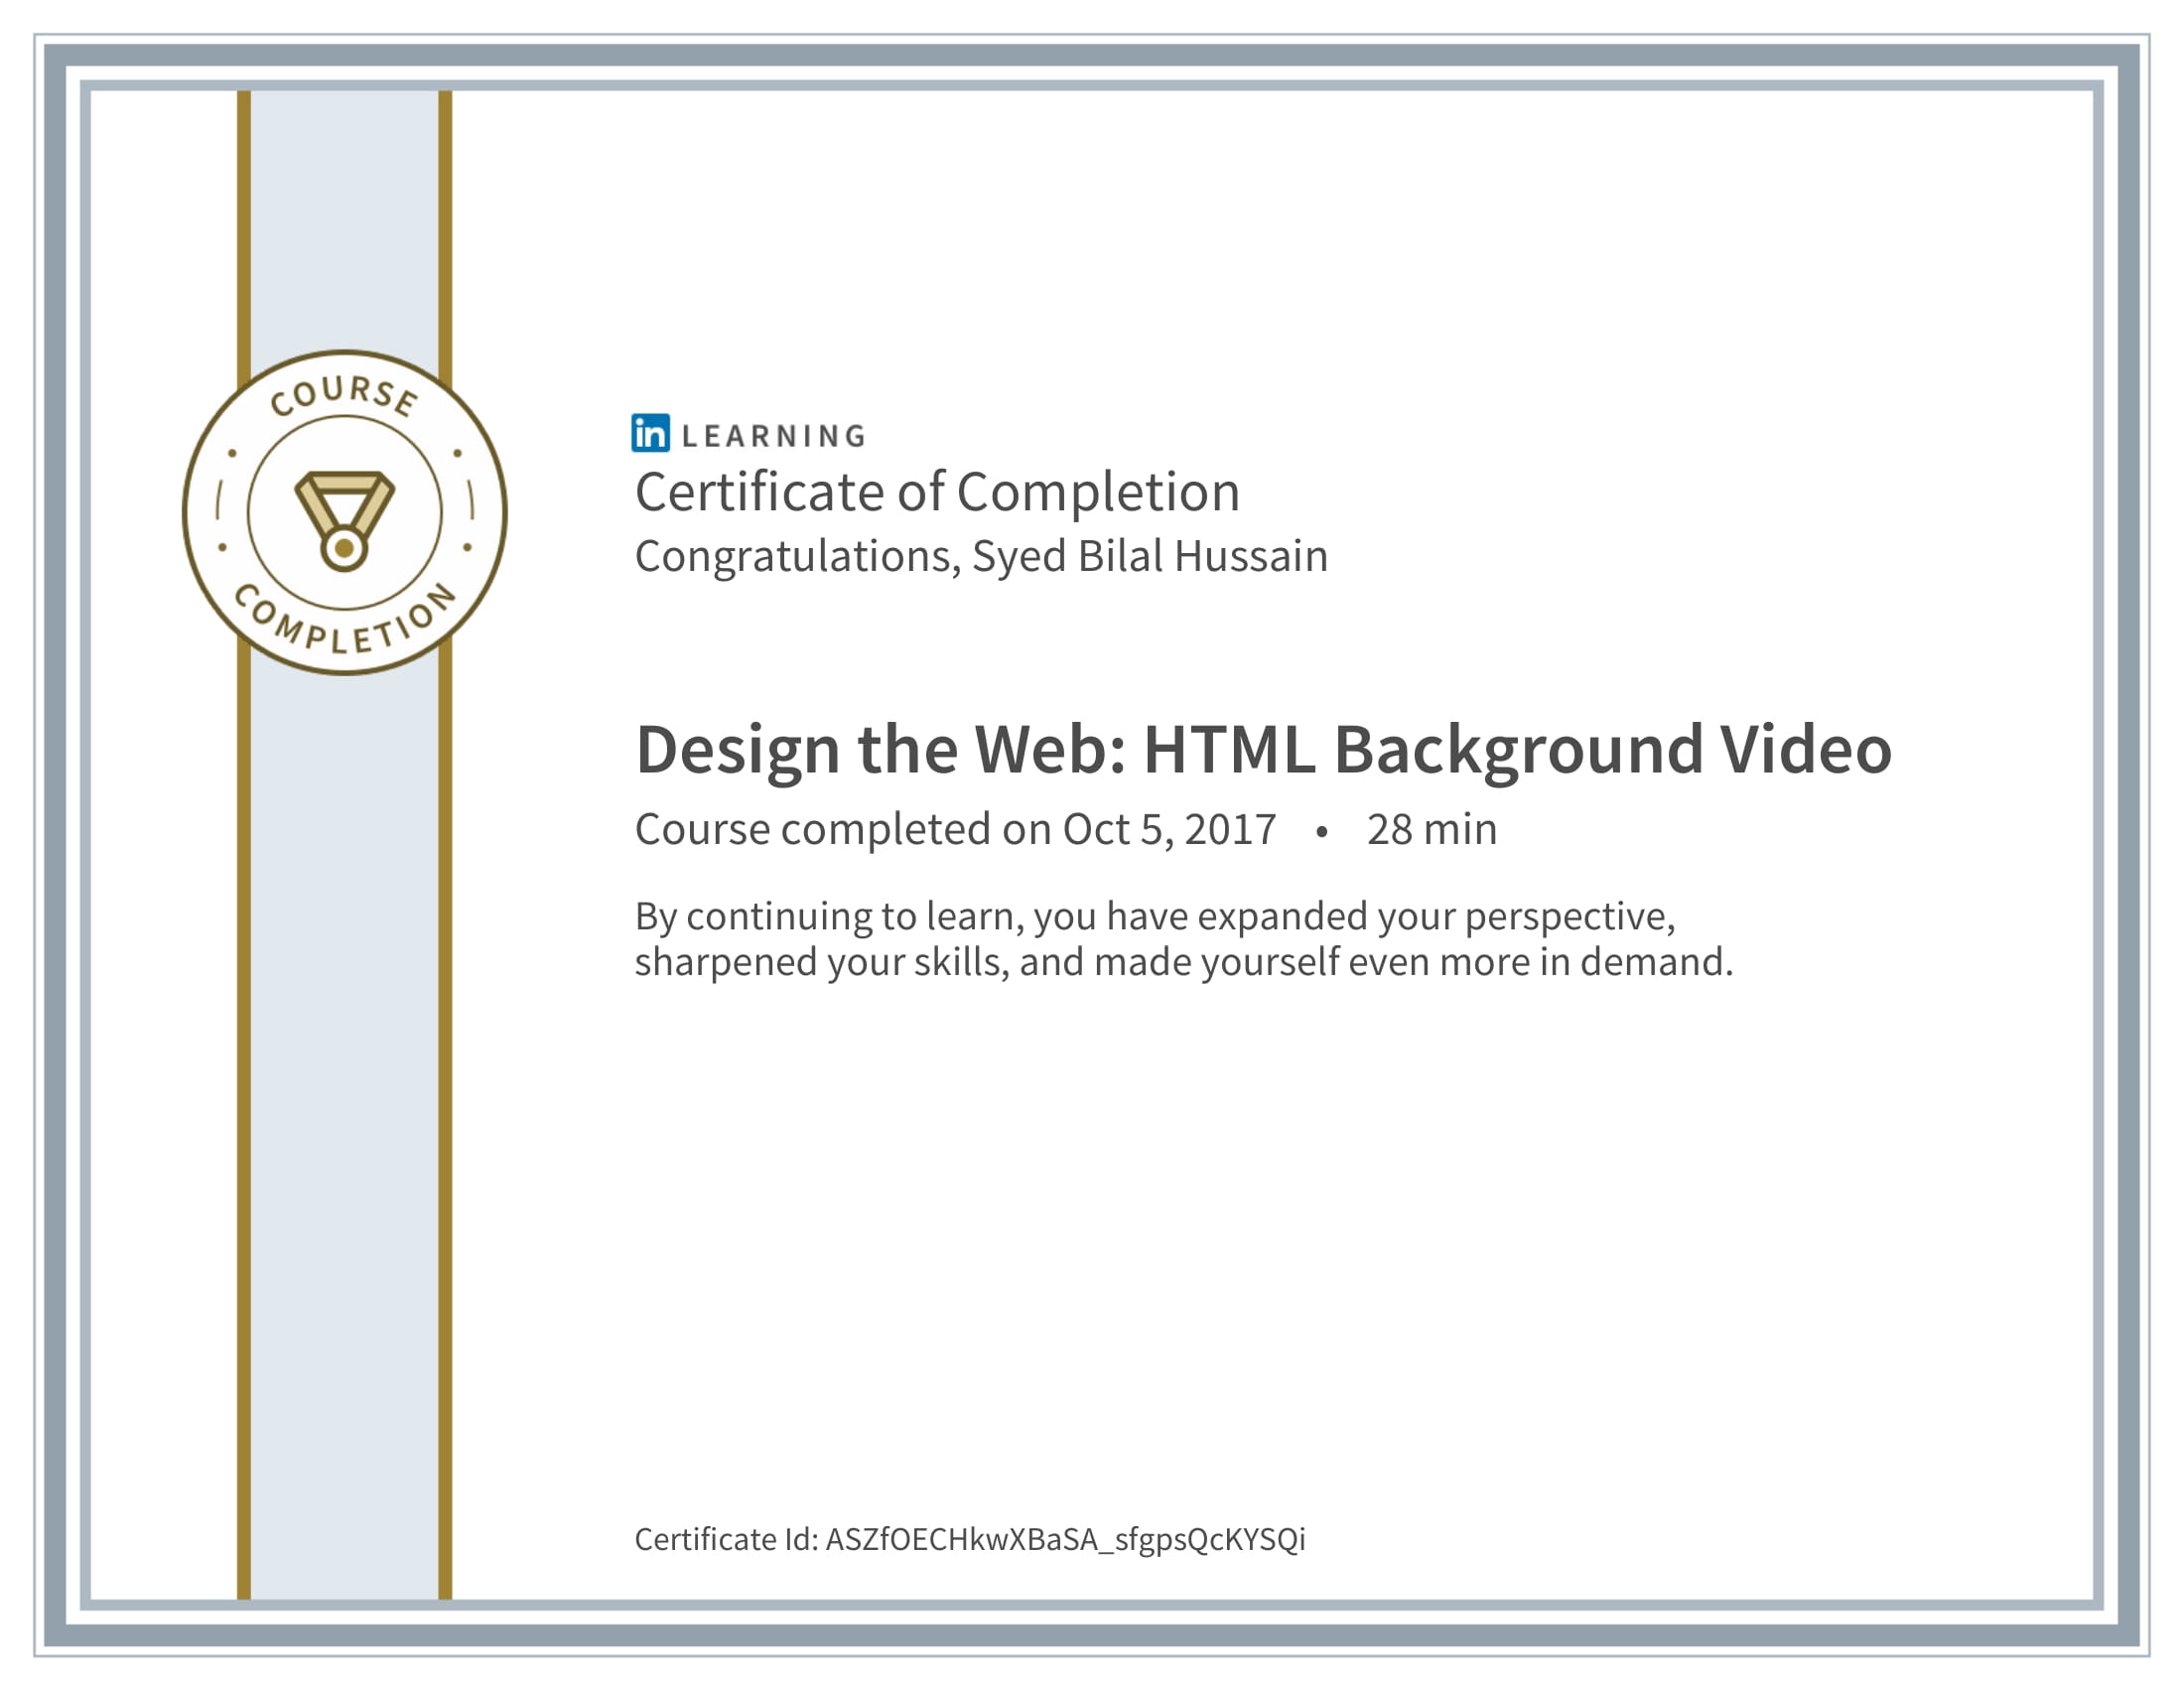 COURSE
COMPLETION
in LEARNING
Certificate of Completion
Congratulations, Syed Bilal Hussain
Design the Web: HTML Background Video
Course completed on Oct 5, 2017 • 28 min
By continuing to learn, you have expanded your perspective,
sharpened your skills, and made yourself even more in demand.
Certificate Id: ASZfOECHkwXBaSA_sfgpsQcKYSQi